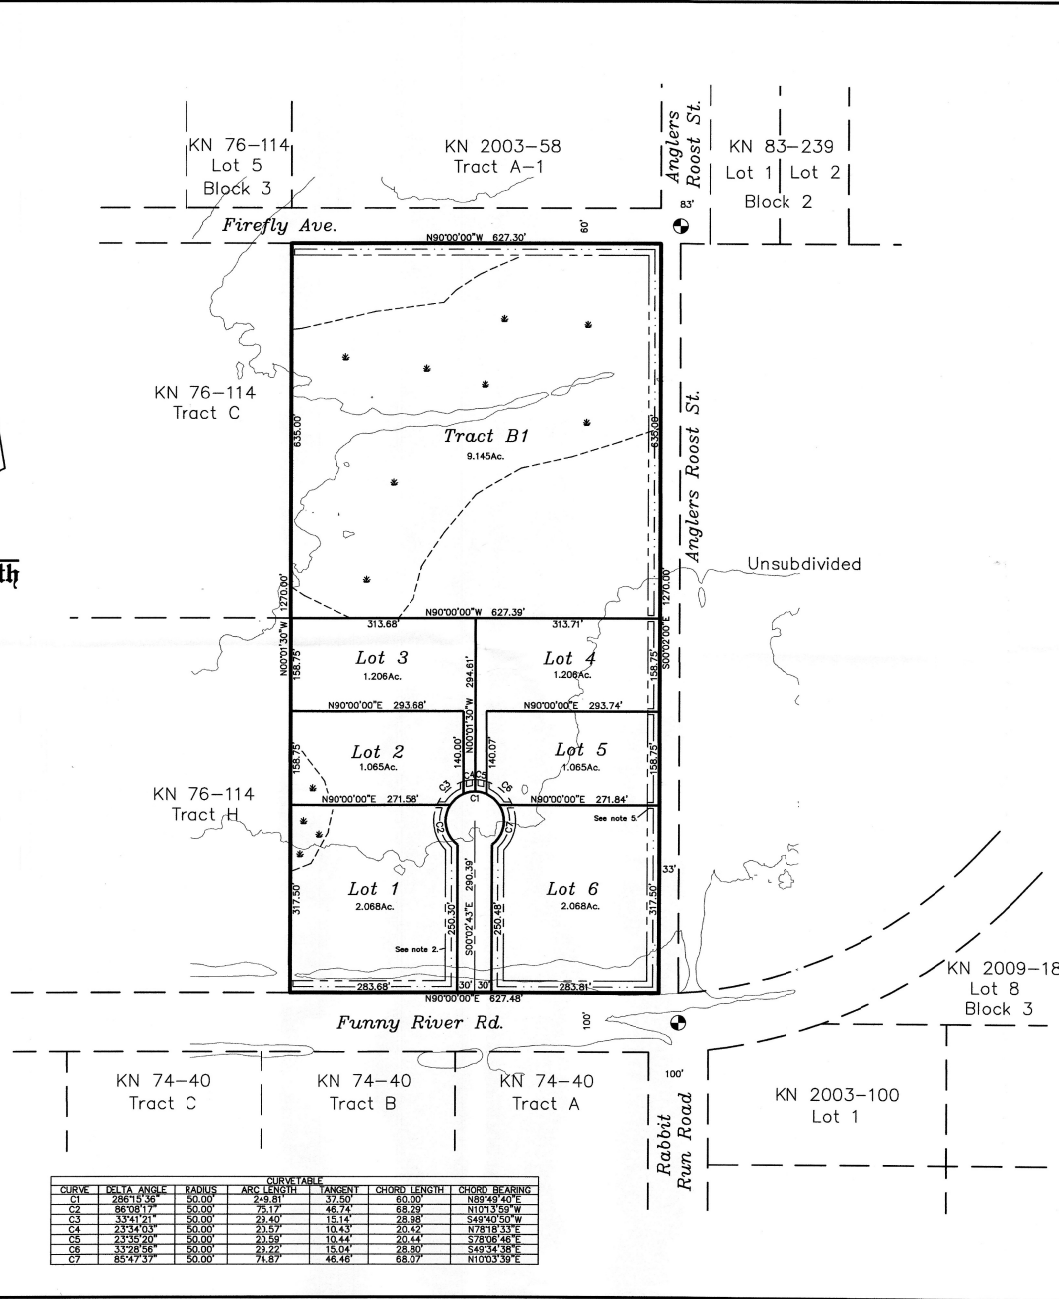 KN 76-114
Lot 5
Block 3
KN 2003-58
Tract A-1
Anglers
Roost St.
KN 83-239
Lot 1
Lot 2
Block 2
83'
Firefly Ave.
60'
N90°00'00"W 627.30'
KN 76-114
Tract C
635.00'
Tract B1
9.145Ac.
635.00'
Anglers Roost St.
th
Unsubdivided
1270.00'
N00°01'30"W
1270.00'
S00°02'00"E
N90°00'00"W 627.39'
313.68'
313.71'
Lot 3
1.206Ac.
158.75'
294.61'
N00°01'30"W
Lot 4
1.206Ac.
158.75'
N90°00'00"E 293.68'
N90°00'00"E 293.74'
Lot 2
1.065Ac.
158.75'
140.00'
140.07'
Lot 5
1.065Ac.
158.75'
C3
C4
C5
C6
C1
C2
C7
N90°00'00"E 271.58'
N90°00'00"E 271.84'
See note 5.
KN 76-114
Tract H
33'
Lot 1
2.068Ac.
317.50'
250.30'
S00°02'43"E 290.39'
250.48'
Lot 6
2.068Ac.
317.50'
See note 2.
283.68'
30'
30'
283.81'
N90°00'00"E 627.48'
Funny River Rd.
100'
KN 2009-18
Lot 8
Block 3
KN 74-40
Tract C
KN 74-40
Tract B
KN 74-40
Tract A
100'
Rabbit
Run Road
KN 2003-100
Lot 1
CURVETABLE
CURVE DELTA ANGLE RADIUS ARC LENGTH TANGENT CHORD LENGTH CHORD BEARING
C1 286°15'36" 50.00' 249.81' 37.50' 60.00' N89°49'40"E
C2 86°08'17" 50.00' 75.17' 46.74' 68.29' N10°13'59"W
C3 33°41'21" 50.00' 29.40' 15.14' 28.98' S49°40'50"W
C4 23°34'03" 50.00' 20.57' 10.43' 20.42' N78°18'33"E
C5 23°35'20" 50.00' 20.59' 10.44' 20.44' S78°06'46"E
C6 33°28'56" 50.00' 29.22' 15.04' 28.80' S49°34'38"E
C7 85°47'37" 50.00' 74.87' 46.46' 68.07' N10°03'39"E